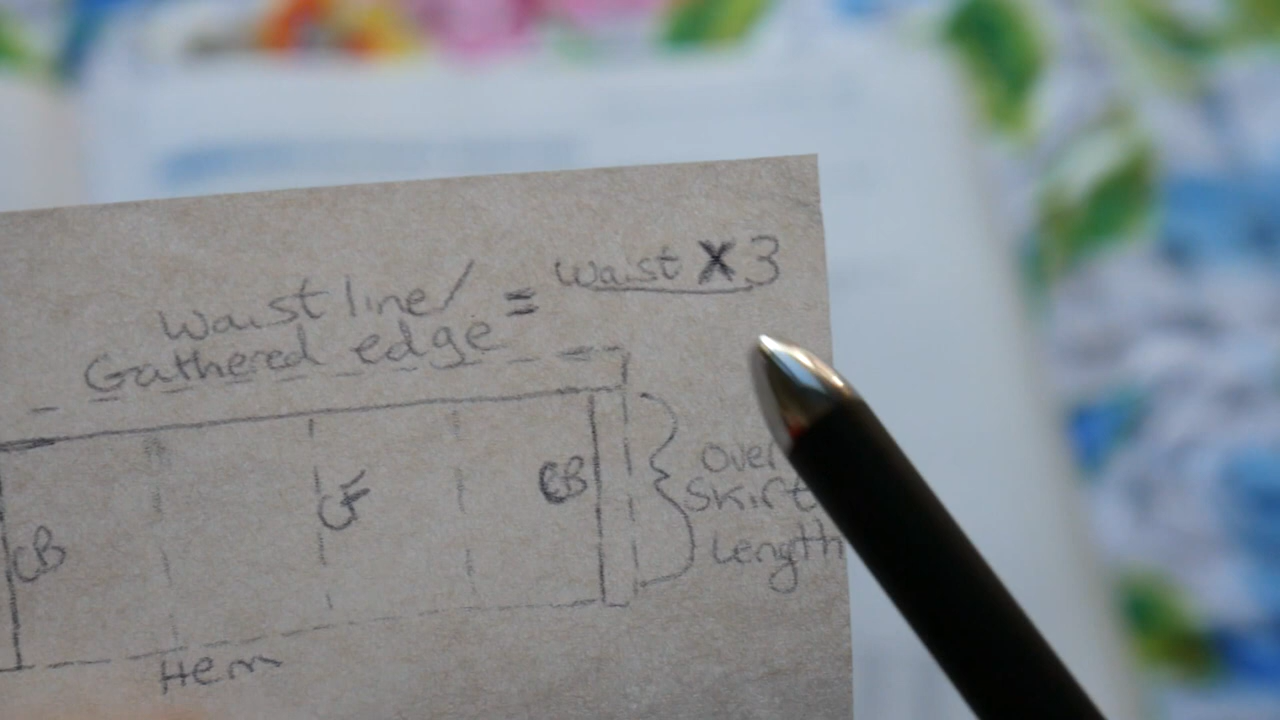 Waist line/
Gathered edge = Waist X 3
CB
CF
CB
Over
Skirt
Length
Hem